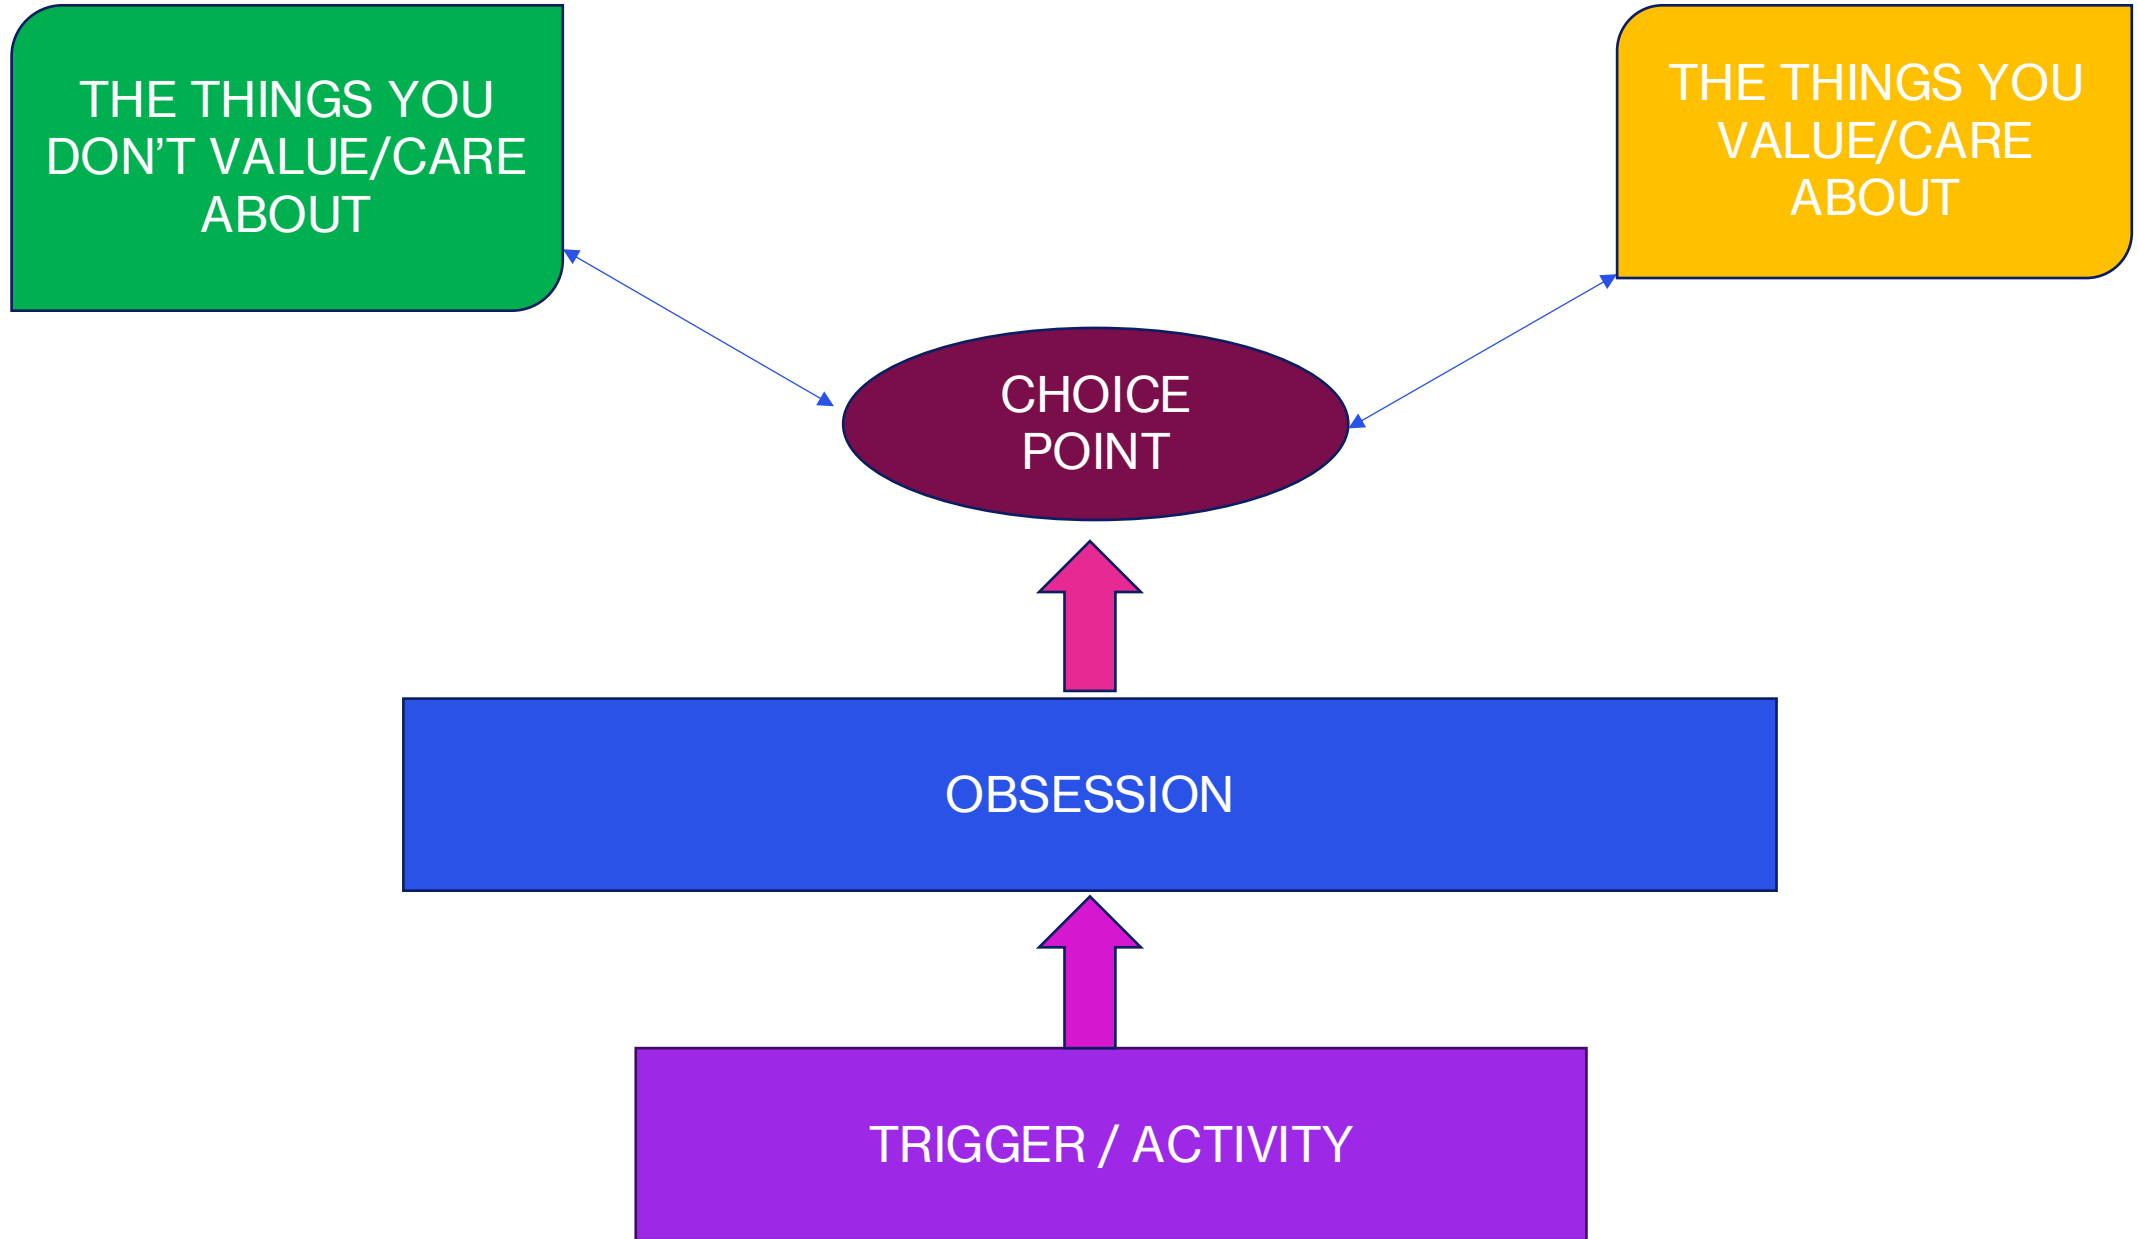 THE THINGS YOU
DON’T VALUE/CARE
ABOUT
THE THINGS YOU
VALUE/CARE
ABOUT
CHOICE
POINT
OBSESSION
TRIGGER / ACTIVITY